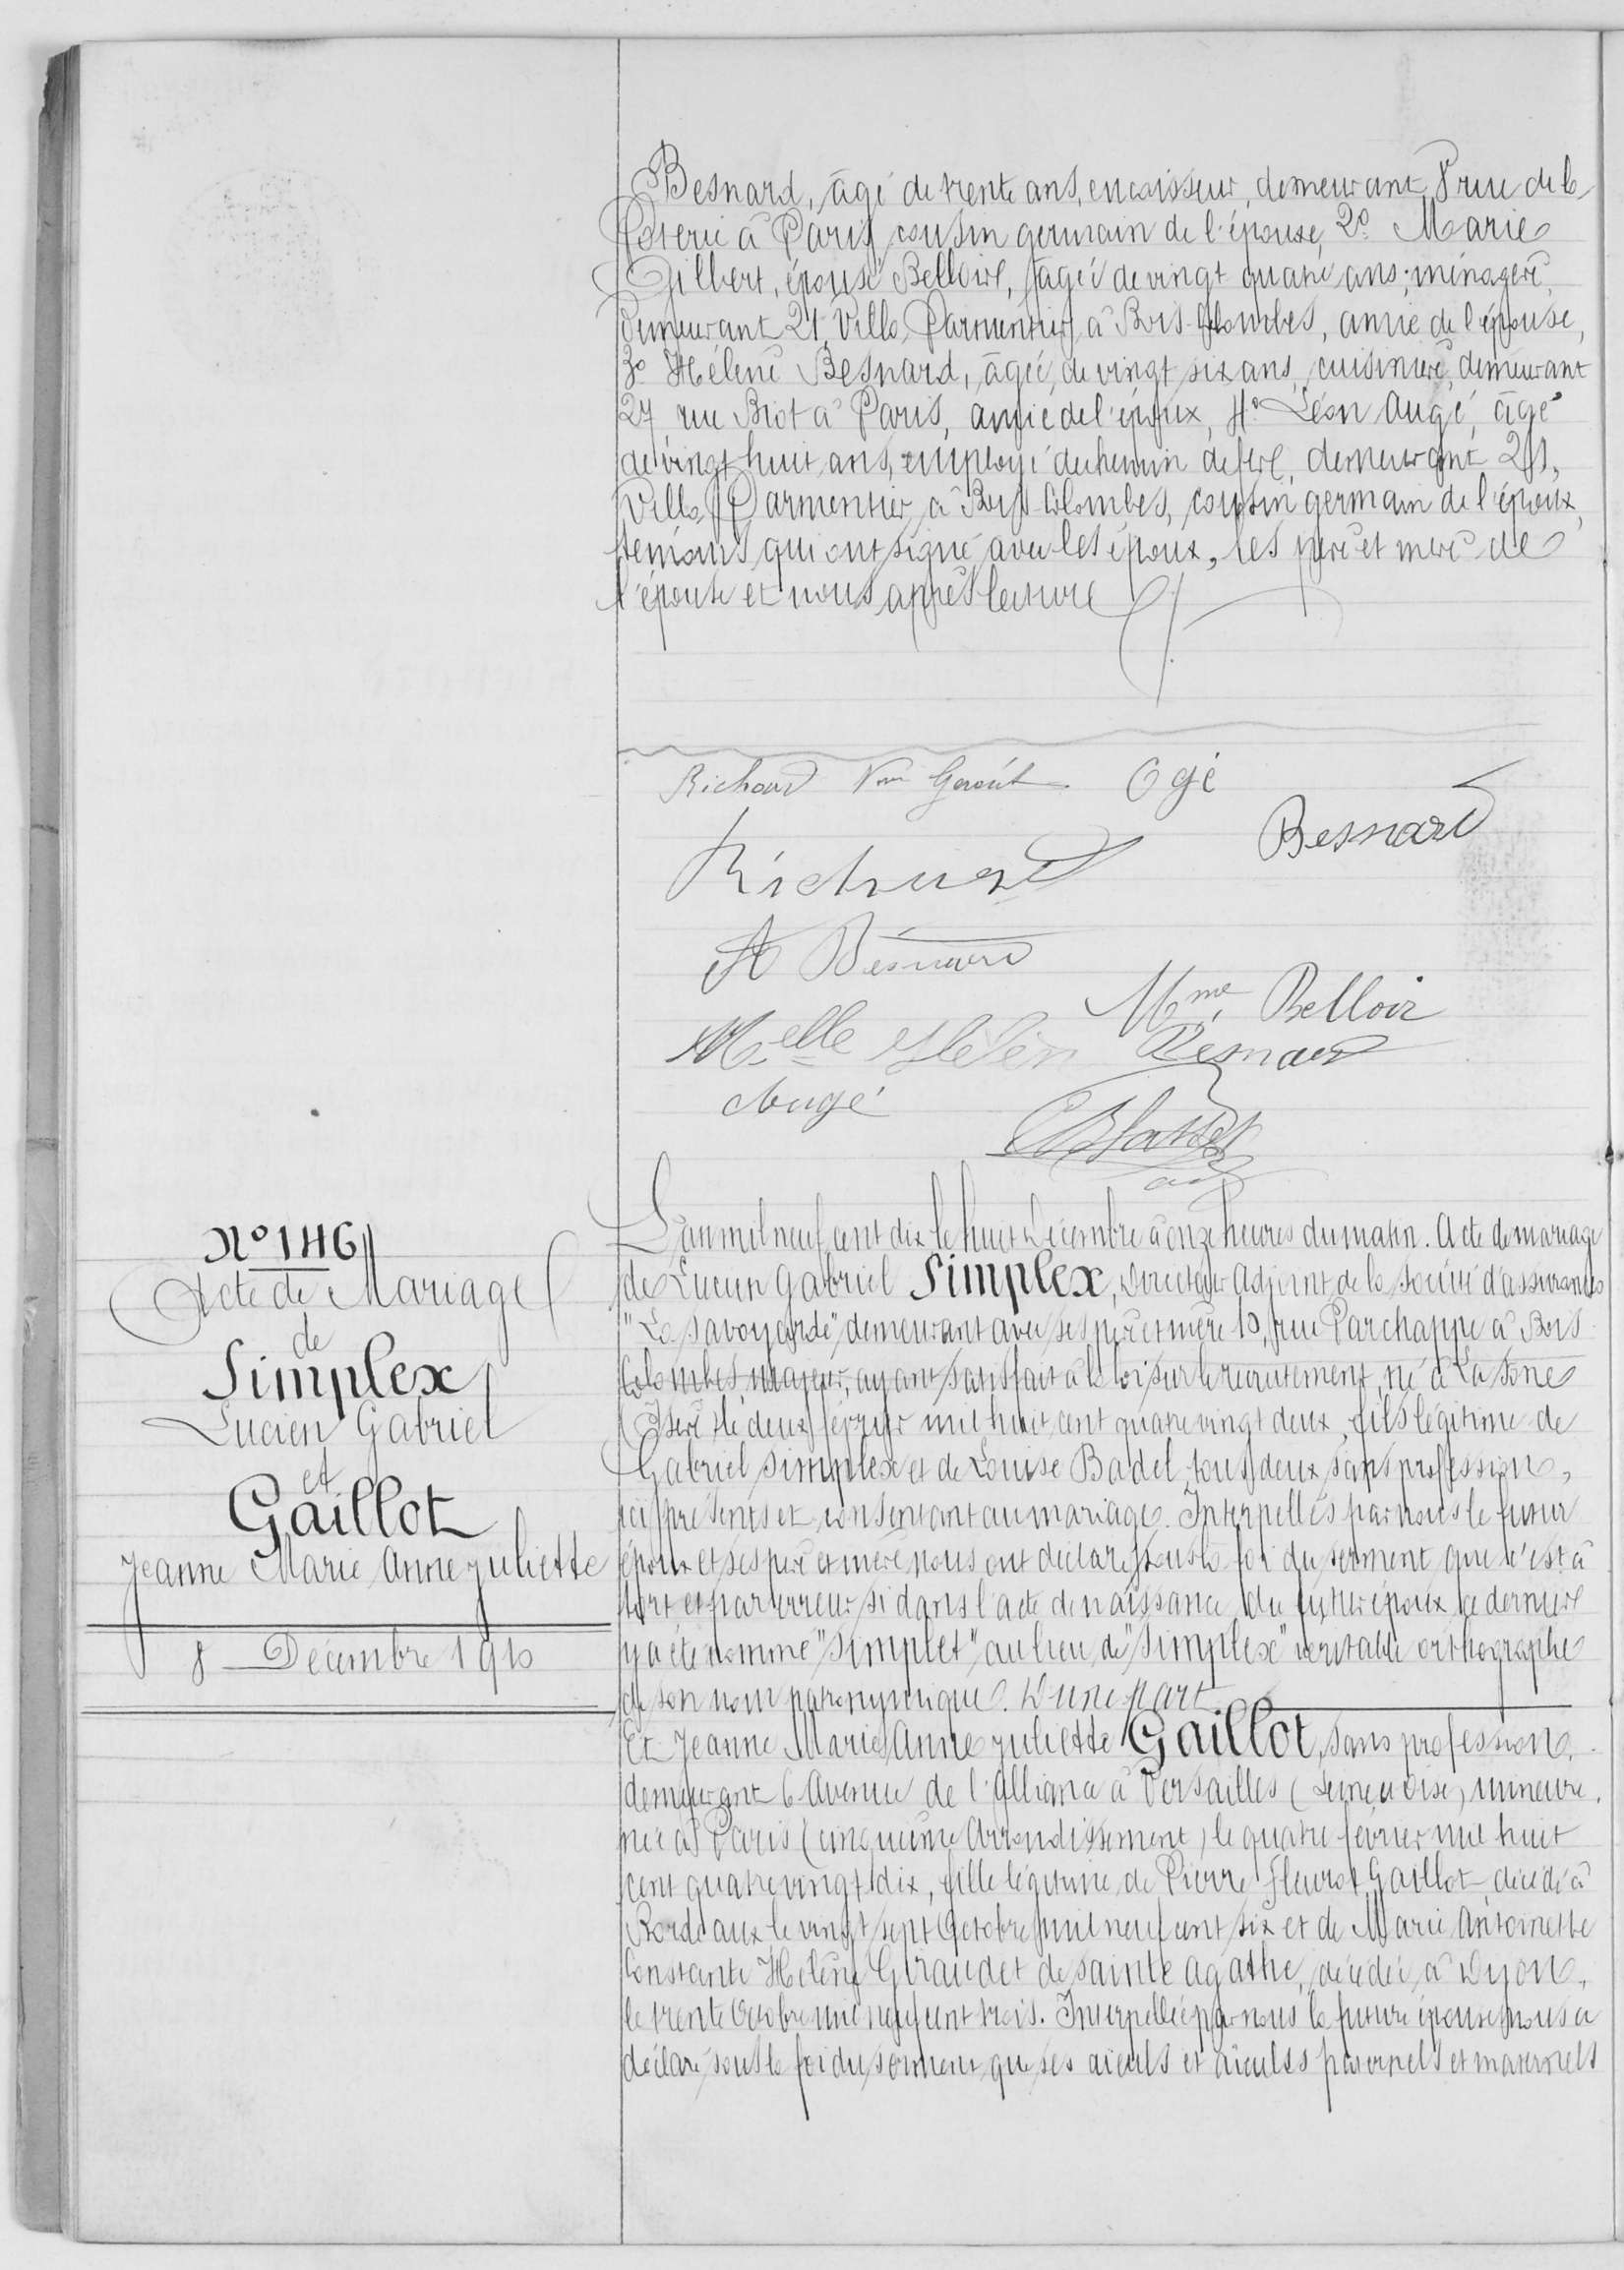 Besnard, âgé de trente ans, encaisseur, demeurant 8 rue de la
Poterie à Paris, cousin germain de l'épouse, 2º Marie
Gilbert, épouse Belloir, âgée de vingt quatre ans, ménagère,
demeurant 21, Villa Parmentier, à Bois-Colombes, amie de l'épouse,
3º Hélène Besnard, âgée de vingt six ans, cuisinière, demeurant
27 rue Biot à Paris, amie de l'époux, 4º Léon Augé, âgé
de vingt huit ans, employé de chemin de fer, demeurant 21,
Villa Parmentier, à Bois-Colombes, cousin germain de l'époux,
témoins qui ont signé avec les époux, les père et mère de
l'épouse et nous après lecture
Richard Vve Ogé
Besnard
Richard
A Besnard
Mme Belloir
Melle Hélèn Besnard
Augé
Nº 146
Acte de Mariage
de
Simplex
Lucien Gabriel
et
Gaillot
Jeanne Marie Anne Juliette
8 Décembre 1910
L'an mil neuf cent dix le huit Décembre à onze heures du matin. Acte de mariage
de Lucien Gabriel Simplex, Directeur Adjoint de la société d'assurances
"La Savoyarde", demeurant avec ses père et mère 10, rue Parchappe à Bois
Colombes, majeur, ayant satisfait à la loi sur le recrutement, né à La Sône
(Isère) le deux février mil huit cent quatre vingt deux, fils légitime de
Gabriel Simplex et de Louise Badel, tous deux sans profession,
ici présents et consentant au mariage. Interpellés par nous le futur
époux et ses père et mère nous ont déclaré sous la foi du serment que c'est à
tort et par erreur si dans l'acte de naissance du futur époux ce dernier
y a été nommé "Simplet" au lieu de "Simplex" véritable orthographe
de son nom patronymique. D'une part
Et Jeanne Marie Anne Juliette Gaillot, sans profession,
demeurant 6 Avenue de l'Alliance à Versailles (Seine & Oise) mineure,
née à Paris (cinquième Arrondissement) le quatre février mil huit
cent quatre vingt dix, fille légitime de Pierre Fleurot Gaillot, décédé à
Bordeaux le vingt sept Octobre mil neuf cent six et de Marie Antoinette
Constante Hélène Giraudet de Sainte Agathe, décédée à Dijon,
le trente Octobre mil neuf cent trois. Interpellée par nous la future épouse nous a
déclaré sous la foi du serment que ses aïeuls et aïeules paternels et maternels